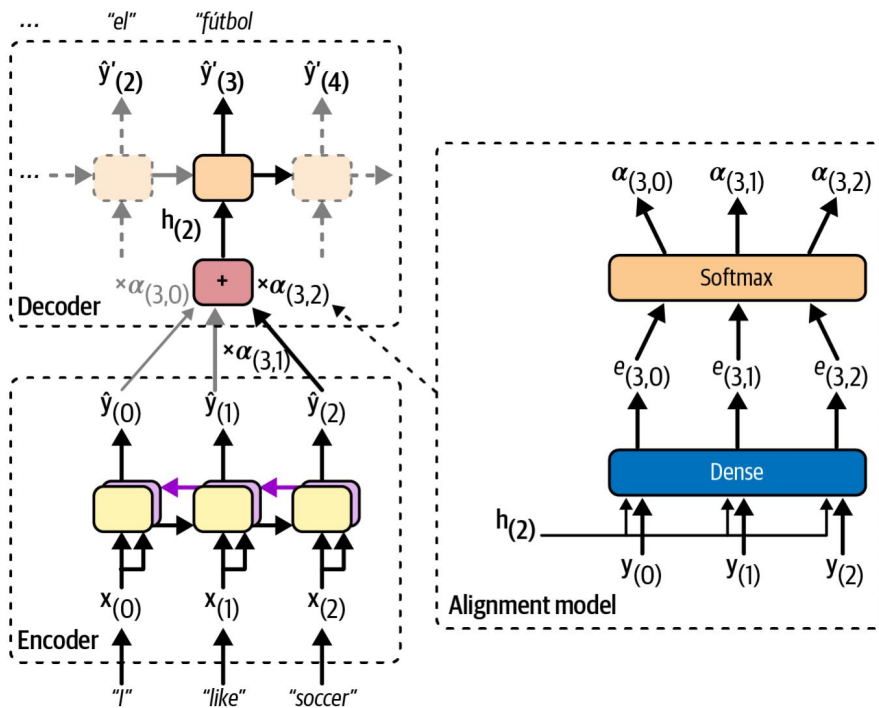 ... "el" "fútbol
ŷ'(2) ŷ'(3) ŷ'(4)
...
h(2)
+
×α(3,0) ×α(3,2)
Decoder
×α(3,1)
ŷ(0) ŷ(1) ŷ(2)
x(0) x(1) x(2)
Encoder
"I" "like" "soccer"
α(3,0) α(3,1) α(3,2)
Softmax
e(3,0) e(3,1) e(3,2)
Dense
h(2)
y(0) y(1) y(2)
Alignment model